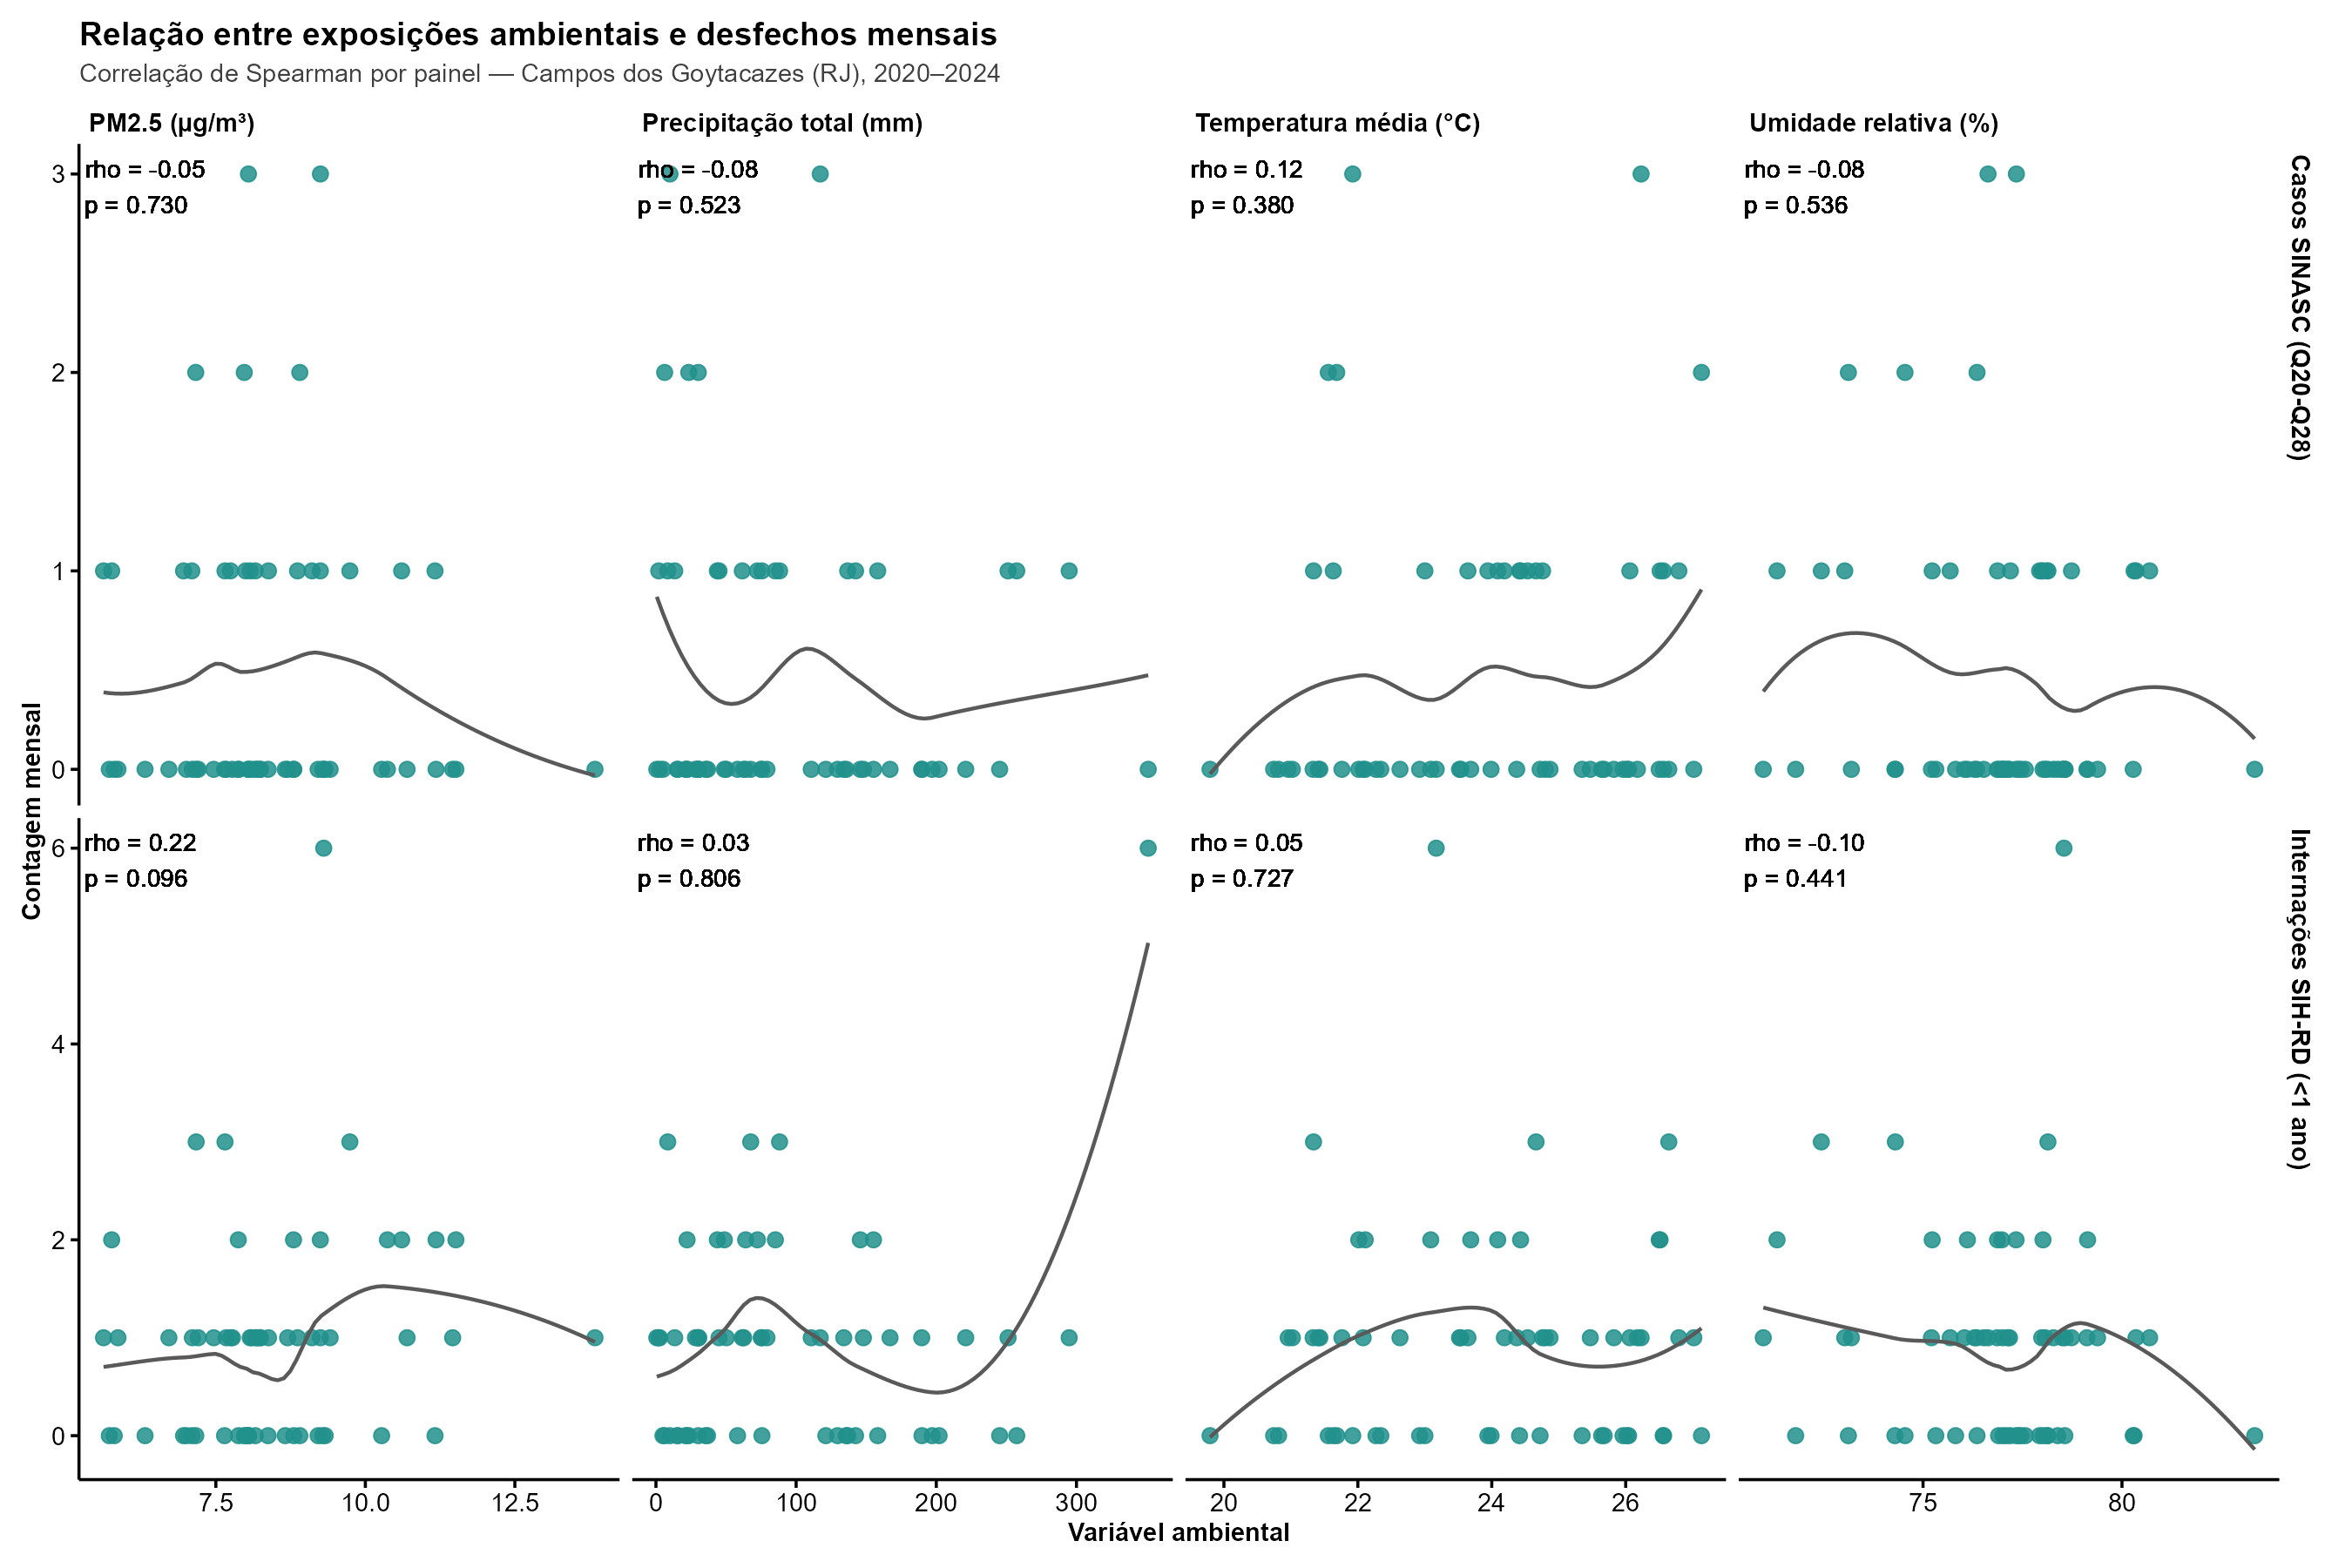 Relação entre exposições ambientais e desfechos mensais
Correlação de Spearman por painel — Campos dos Goytacazes (RJ), 2020–2024
PM2.5 (µg/m³)
Precipitação total (mm)
Temperatura média (°C)
Umidade relativa (%)
rho = -0.05
p = 0.730
rho = -0.08
p = 0.523
rho = 0.12
p = 0.380
rho = -0.08
p = 0.536
3
2
1
0
Casos SINASC (Q20-Q28)
Contagem mensal
rho = 0.22
p = 0.096
rho = 0.03
p = 0.806
rho = 0.05
p = 0.727
rho = -0.10
p = 0.441
6
4
2
0
Internações SIH-RD (<1 ano)
7.5 10.0 12.5
0 100 200 300
20 22 24 26
75 80
Variável ambiental